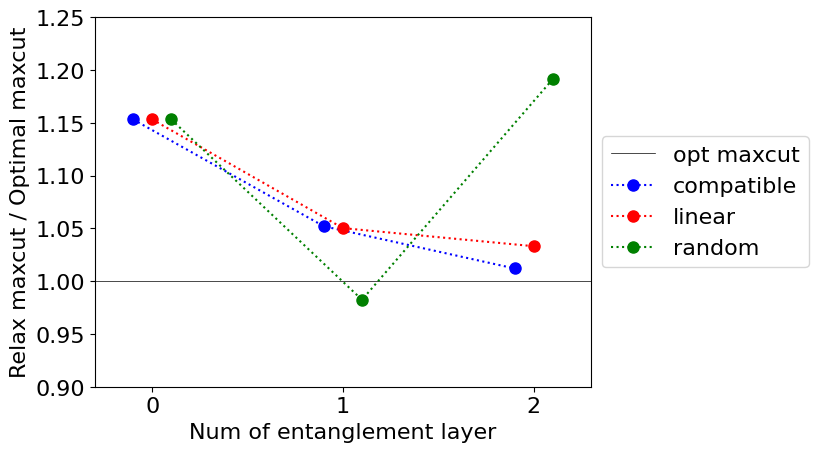 1.25
1.20
1.15
1.10
1.05
1.00
0.95
0.90
Relax maxcut / Optimal maxcut
0 1 2
Num of entanglement layer
opt maxcut
compatible
linear
random